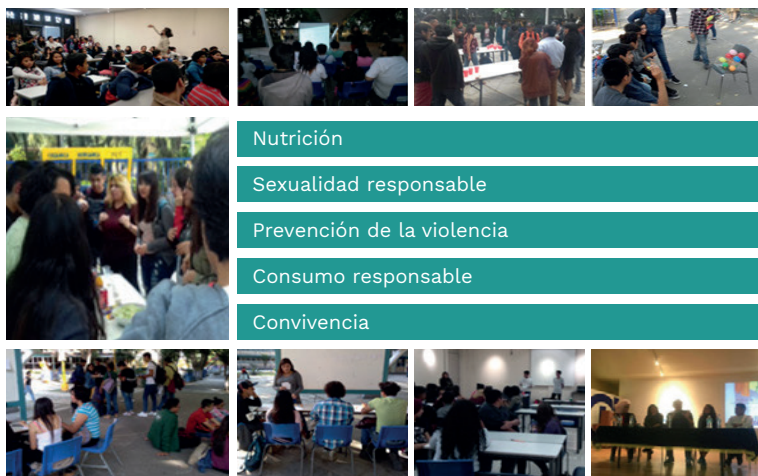 Nutrición
Sexualidad responsable
Prevención de la violencia
Consumo responsable
Convivencia